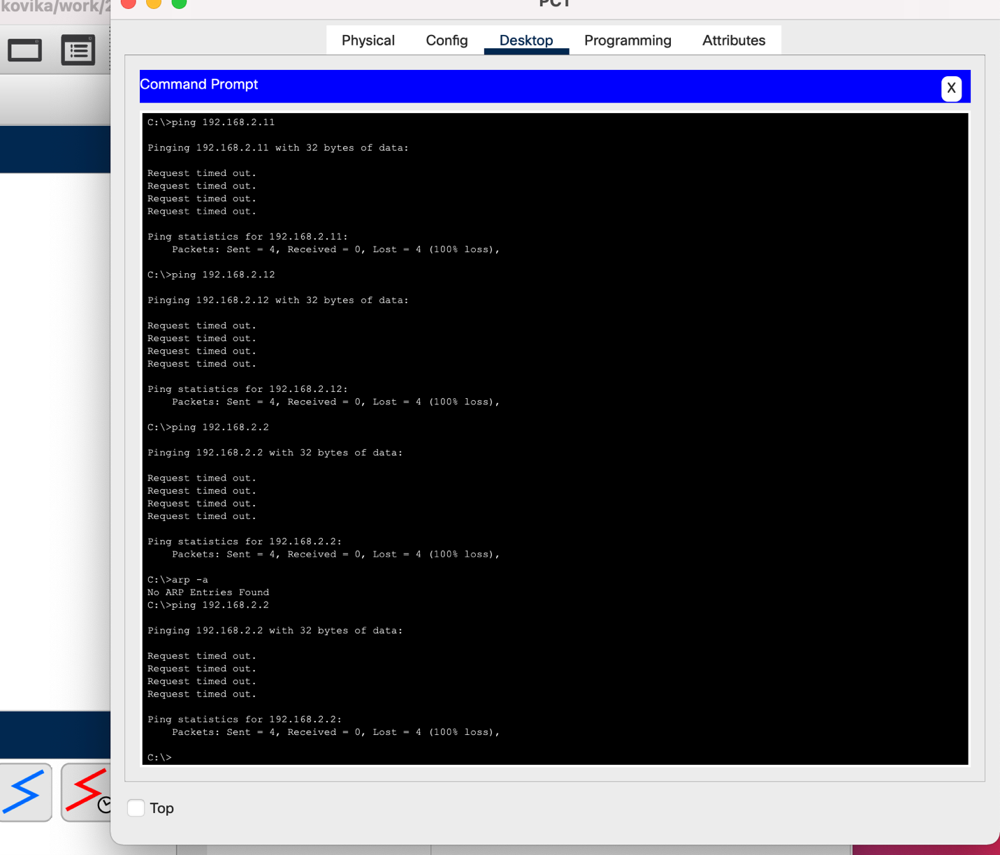 kovika/work/2
PC1
Physical Config Desktop Programming Attributes
Command Prompt
X
C:\>ping 192.168.2.11
Pinging 192.168.2.11 with 32 bytes of data:
Request timed out.
Request timed out.
Request timed out.
Request timed out.
Ping statistics for 192.168.2.11:
    Packets: Sent = 4, Received = 0, Lost = 4 (100% loss),
C:\>ping 192.168.2.12
Pinging 192.168.2.12 with 32 bytes of data:
Request timed out.
Request timed out.
Request timed out.
Request timed out.
Ping statistics for 192.168.2.12:
    Packets: Sent = 4, Received = 0, Lost = 4 (100% loss),
C:\>ping 192.168.2.2
Pinging 192.168.2.2 with 32 bytes of data:
Request timed out.
Request timed out.
Request timed out.
Request timed out.
Ping statistics for 192.168.2.2:
    Packets: Sent = 4, Received = 0, Lost = 4 (100% loss),
C:\>arp -a
No ARP Entries Found
C:\>ping 192.168.2.2
Pinging 192.168.2.2 with 32 bytes of data:
Request timed out.
Request timed out.
Request timed out.
Request timed out.
Ping statistics for 192.168.2.2:
    Packets: Sent = 4, Received = 0, Lost = 4 (100% loss),
C:\>
Top